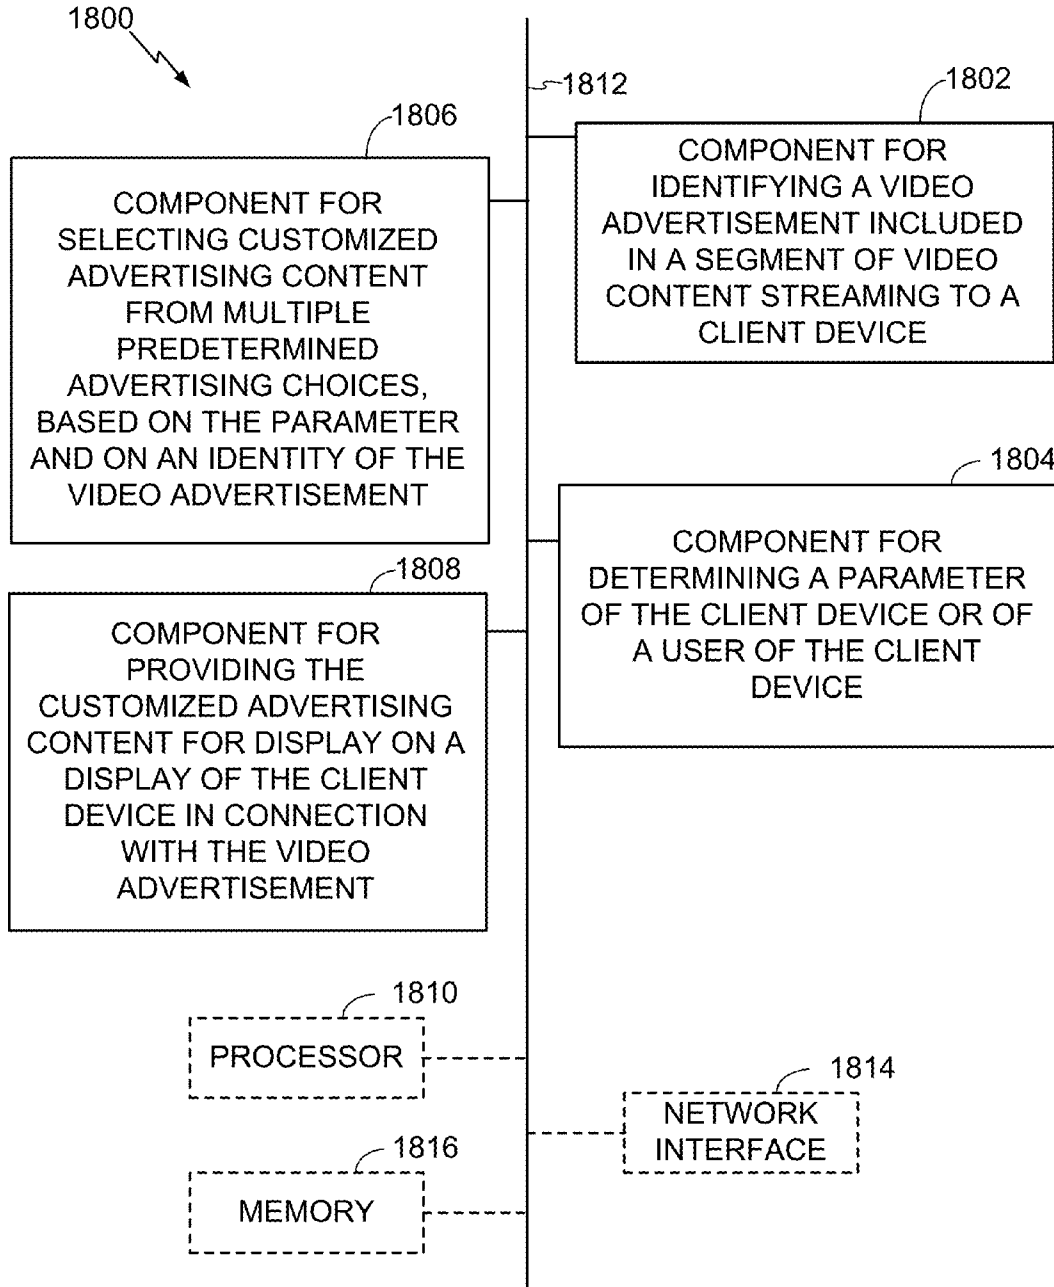 1800
1812
1802
COMPONENT FOR
IDENTIFYING A VIDEO
ADVERTISEMENT INCLUDED
IN A SEGMENT OF VIDEO
CONTENT STREAMING TO A
CLIENT DEVICE
1806
COMPONENT FOR
SELECTING CUSTOMIZED
ADVERTISING CONTENT
FROM MULTIPLE
PREDETERMINED
ADVERTISING CHOICES,
BASED ON THE PARAMETER
AND ON AN IDENTITY OF THE
VIDEO ADVERTISEMENT
1804
COMPONENT FOR
DETERMINING A PARAMETER
OF THE CLIENT DEVICE OR OF
A USER OF THE CLIENT
DEVICE
1808
COMPONENT FOR
PROVIDING THE
CUSTOMIZED ADVERTISING
CONTENT FOR DISPLAY ON A
DISPLAY OF THE CLIENT
DEVICE IN CONNECTION
WITH THE VIDEO
ADVERTISEMENT
1810
PROCESSOR
1814
NETWORK
INTERFACE
1816
MEMORY